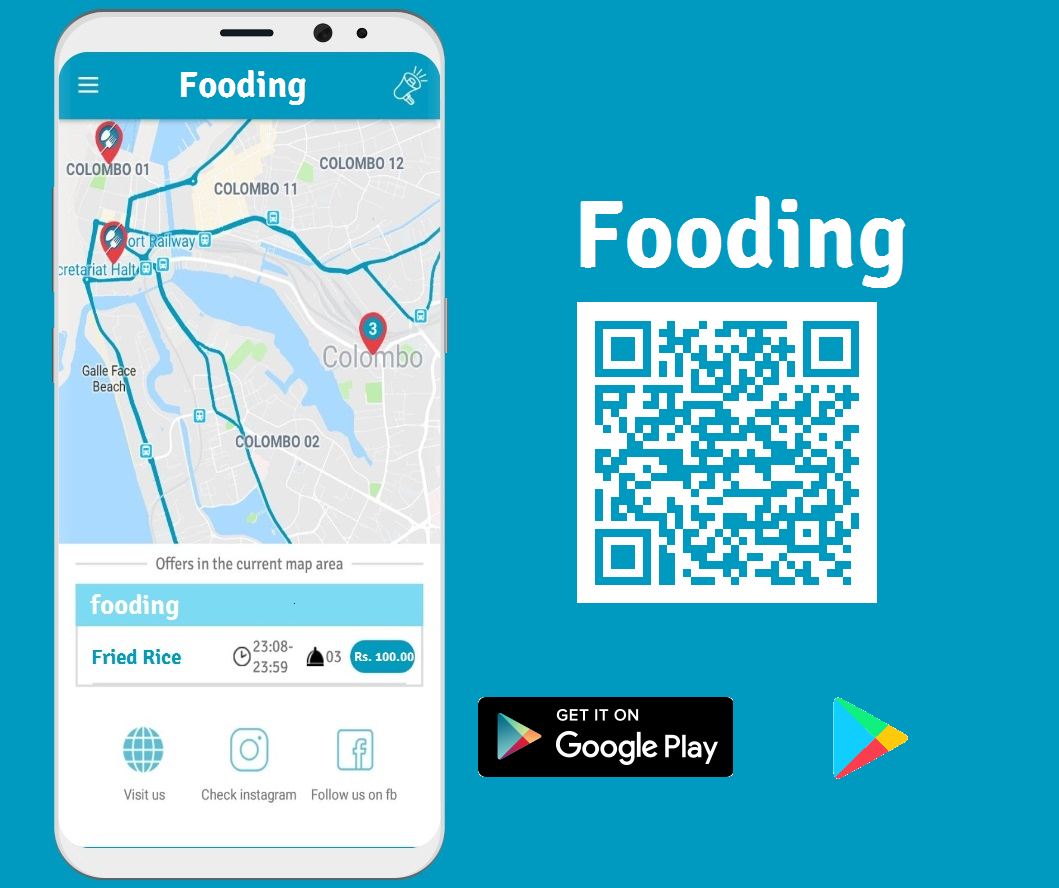 Fooding
COLOMBO 01
COLOMBO 12
COLOMBO 11
ort Railway
cretariat Halt
3
Colombo
Galle Face
Beach
COLOMBO 02
Offers in the current map area
fooding
Fried Rice
23:08-
23:59
03
Rs. 100.00
Visit us
Check instagram
Follow us on fb
Fooding
GET IT ON
Google Play